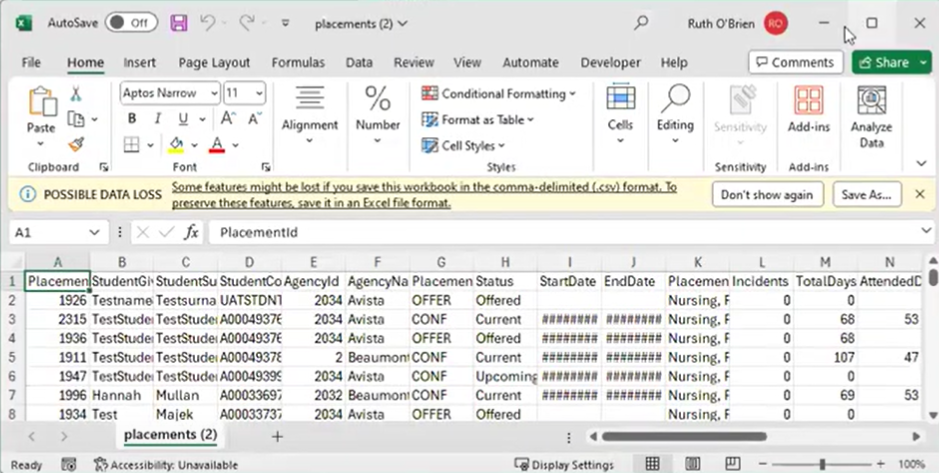 AutoSave Off placements (2) Ruth O'Brien RO
File Home Insert Page Layout Formulas Data Review View Automate Developer Help Comments Share
Paste
Clipboard
Aptos Narrow 11
B I U A A
A
Font
Alignment
%
Number
Conditional Formatting
Format as Table
Cell Styles
Styles
Cells
Editing
Sensitivity
Sensitivity
Add-ins
Add-ins
Analyze
Data
POSSIBLE DATA LOSS Some features might be lost if you save this workbook in the comma-delimited (.csv) format. To
preserve these features, save it in an Excel file format.
Don't show again Save As...
A1 fx PlacementId
A B C D E F G H I J K L M N
1 Placemen StudentGiv StudentSu StudentCo AgencyId AgencyNa Placemen Status StartDate EndDate Placemen Incidents TotalDays AttendedD
2 1926 Testname Testsurna UATSTDNT 2034 Avista OFFER Offered Nursing, F 0 0
3 2315 TestStude TestStude A00049376 2034 Avista CONF Current ######## ######## Nursing, F 0 68 53
4 1936 TestStude TestStude A00049376 2034 Avista OFFER Offered ######## ######## Nursing, F 0 68
5 1911 TestStude TestStude A00049378 2 Beaumont CONF Current ######## ######## Nursing, F 0 107 47
6 1947 TestStude TestStude A00049399 2034 Avista CONF Upcoming ######## ######## Nursing, F 0 0
7 1996 Hannah Mullan A00033697 2032 Beaumont CONF Current ######## ######## Nursing, F 0 69 53
8 1934 Test Majek A00033737 2034 Avista OFFER Offered Nursing, F 0 0
placements (2)
Ready Accessibility: Unavailable Display Settings 100%